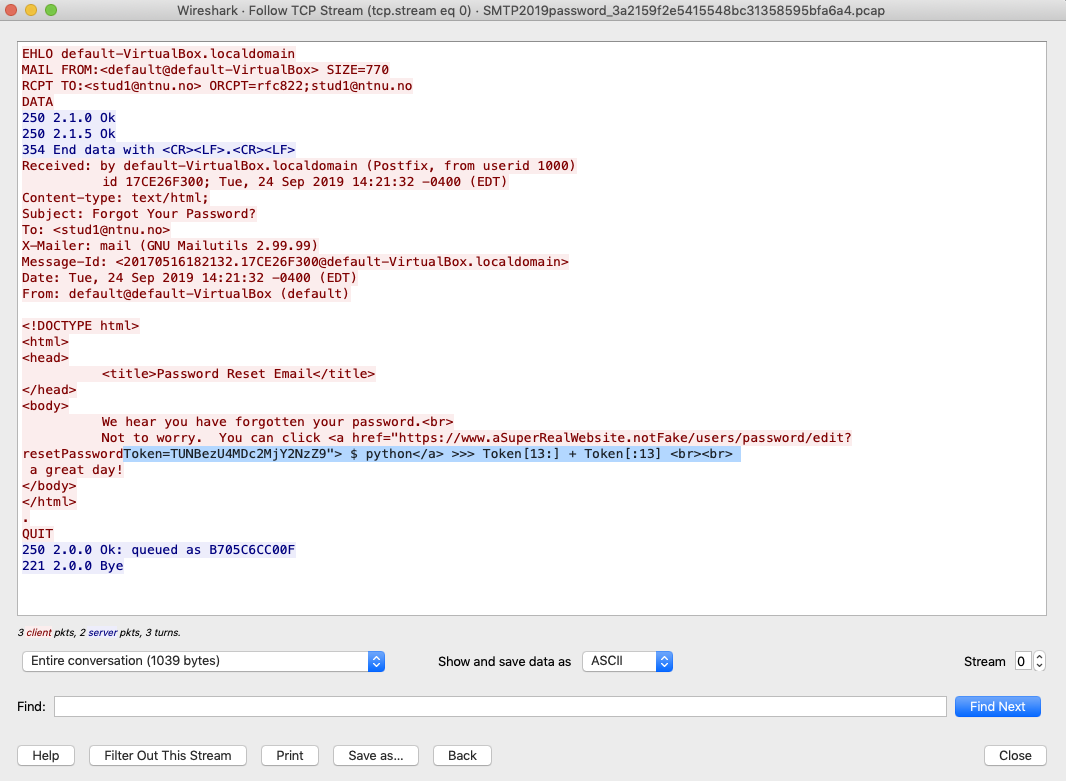 Wireshark · Follow TCP Stream (tcp.stream eq 0) · SMTP2019password_3a2159f2e5415548bc31358595bfa6a4.pcap
EHLO default-VirtualBox.localdomain
MAIL FROM:<default@default-VirtualBox> SIZE=770
RCPT TO:<stud1@ntnu.no> ORCPT=rfc822;stud1@ntnu.no
DATA
250 2.1.0 Ok
250 2.1.5 Ok
354 End data with <CR><LF>.<CR><LF>
Received: by default-VirtualBox.localdomain (Postfix, from userid 1000)
id 17CE26F300; Tue, 24 Sep 2019 14:21:32 -0400 (EDT)
Content-type: text/html;
Subject: Forgot Your Password?
To: <stud1@ntnu.no>
X-Mailer: mail (GNU Mailutils 2.99.99)
Message-Id: <20170516182132.17CE26F300@default-VirtualBox.localdomain>
Date: Tue, 24 Sep 2019 14:21:32 -0400 (EDT)
From: default@default-VirtualBox (default)
<!DOCTYPE html>
<html>
<head>
<title>Password Reset Email</title>
</head>
<body>
We hear you have forgotten your password.<br>
Not to worry.  You can click <a href="https://www.aSuperRealWebsite.notFake/users/password/edit?
resetPasswordToken=TUNBezU4MDc2MjY2NzZ9"> $ python</a> >>> Token[13:] + Token[:13] <br><br>
a great day!
</body>
</html>
.
QUIT
250 2.0.0 Ok: queued as B705C6CC00F
221 2.0.0 Bye
3 client pkts, 2 server pkts, 3 turns.
Entire conversation (1039 bytes) Show and save data as ASCII Stream 0
Find: Find Next
Help Filter Out This Stream Print Save as... Back Close